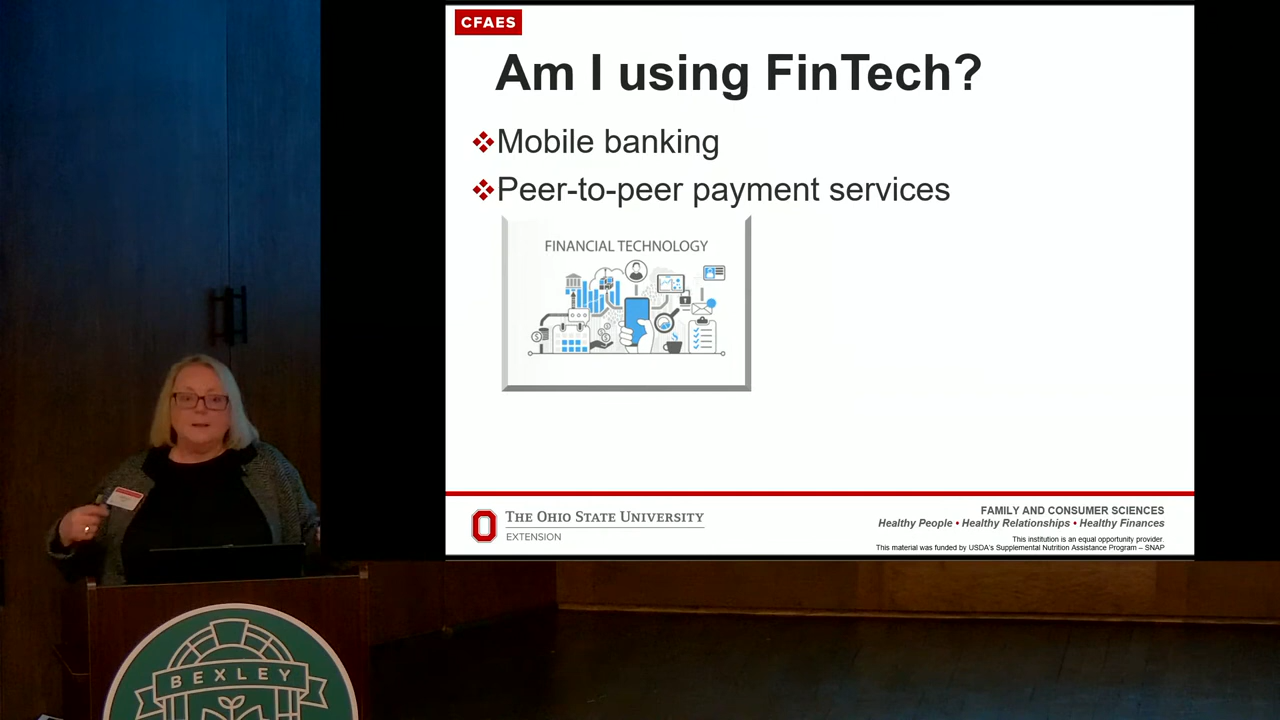 CFAES
Am I using FinTech?
Mobile banking
Peer-to-peer payment services
FINANCIAL TECHNOLOGY
THE OHIO STATE UNIVERSITY
EXTENSION
FAMILY AND CONSUMER SCIENCES
Healthy People • Healthy Relationships • Healthy Finances
This institution is an equal opportunity provider.
This material was funded by USDA's Supplemental Nutrition Assistance Program – SNAP
BEXLEY